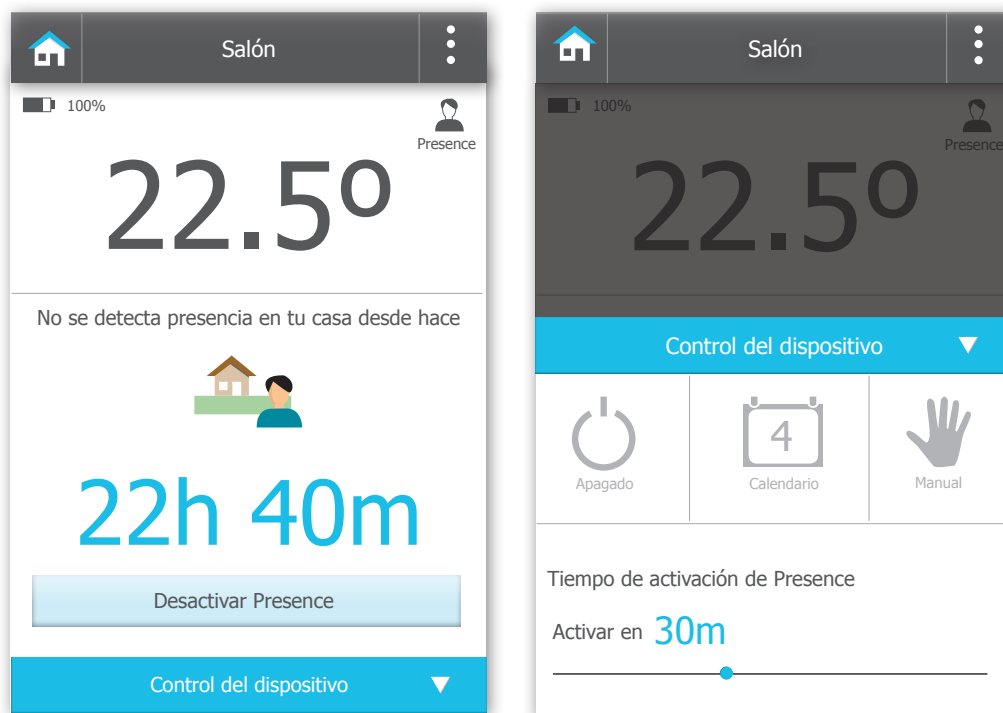 Salón
100%
Presence
22.5º
No se detecta presencia en tu casa desde hace
22h 40m
Desactivar Presence
Control del dispositivo
Salón
100%
Presence
22.5º
Control del dispositivo
4
Apagado
Calendario
Manual
Tiempo de activación de Presence
Activar en 30m